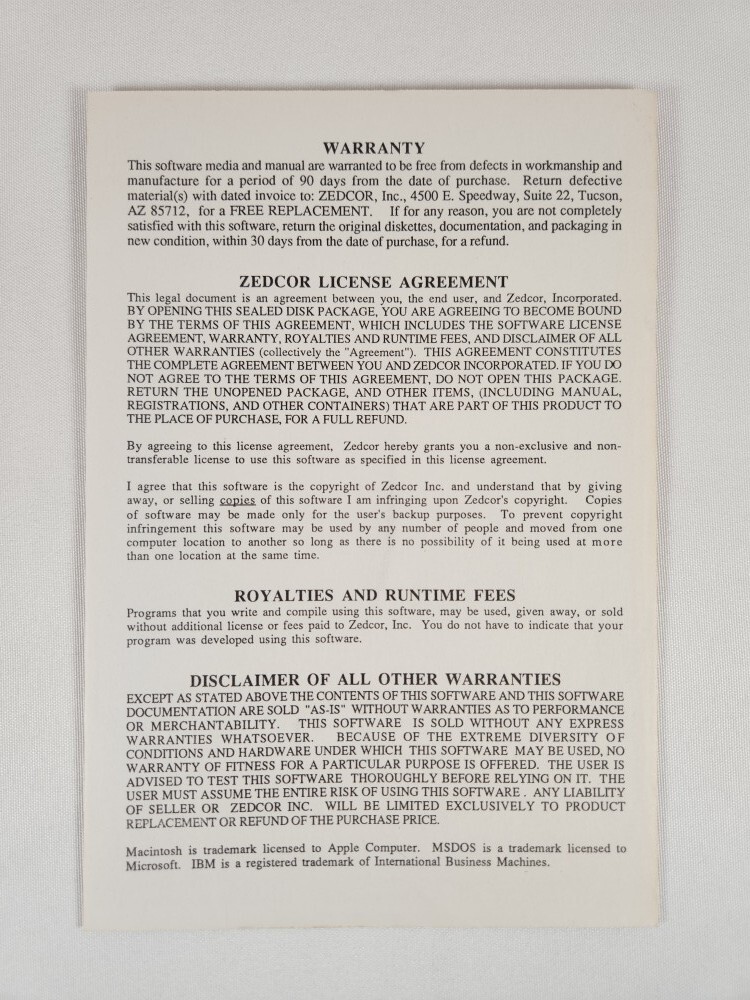 WARRANTY
This software media and manual are warranted to be free from defects in workmanship and
manufacture for a period of 90 days from the date of purchase. Return defective
material(s) with dated invoice to: ZEDCOR, Inc., 4500 E. Speedway, Suite 22, Tucson,
AZ 85712, for a FREE REPLACEMENT. If for any reason, you are not completely
satisfied with this software, return the original diskettes, documentation, and packaging in
new condition, within 30 days from the date of purchase, for a refund.
ZEDCOR LICENSE AGREEMENT
This legal document is an agreement between you, the end user, and Zedcor, Incorporated.
BY OPENING THIS SEALED DISK PACKAGE, YOU ARE AGREEING TO BECOME BOUND
BY THE TERMS OF THIS AGREEMENT, WHICH INCLUDES THE SOFTWARE LICENSE
AGREEMENT, WARRANTY, ROYALTIES AND RUNTIME FEES, AND DISCLAIMER OF ALL
OTHER WARRANTIES (collectively the "Agreement"). THIS AGREEMENT CONSTITUTES
THE COMPLETE AGREEMENT BETWEEN YOU AND ZEDCOR INCORPORATED. IF YOU DO
NOT AGREE TO THE TERMS OF THIS AGREEMENT, DO NOT OPEN THIS PACKAGE.
RETURN THE UNOPENED PACKAGE, AND OTHER ITEMS, (INCLUDING MANUAL,
REGISTRATIONS, AND OTHER CONTAINERS) THAT ARE PART OF THIS PRODUCT TO
THE PLACE OF PURCHASE, FOR A FULL REFUND.
By agreeing to this license agreement, Zedcor hereby grants you a non-exclusive and non-
transferable license to use this software as specified in this license agreement.
I agree that this software is the copyright of Zedcor Inc. and understand that by giving
away, or selling copies of this software I am infringing upon Zedcor's copyright. Copies
of software may be made only for the user's backup purposes. To prevent copyright
infringement this software may be used by any number of people and moved from one
computer location to another so long as there is no possibility of it being used at more
than one location at the same time.
ROYALTIES AND RUNTIME FEES
Programs that you write and compile using this software, may be used, given away, or sold
without additional license or fees paid to Zedcor, Inc. You do not have to indicate that your
program was developed using this software.
DISCLAIMER OF ALL OTHER WARRANTIES
EXCEPT AS STATED ABOVE THE CONTENTS OF THIS SOFTWARE AND THIS SOFTWARE
DOCUMENTATION ARE SOLD "AS-IS" WITHOUT WARRANTIES AS TO PERFORMANCE
OR MERCHANTABILITY. THIS SOFTWARE IS SOLD WITHOUT ANY EXPRESS
WARRANTIES WHATSOEVER. BECAUSE OF THE EXTREME DIVERSITY OF
CONDITIONS AND HARDWARE UNDER WHICH THIS SOFTWARE MAY BE USED, NO
WARRANTY OF FITNESS FOR A PARTICULAR PURPOSE IS OFFERED. THE USER IS
ADVISED TO TEST THIS SOFTWARE THOROUGHLY BEFORE RELYING ON IT. THE
USER MUST ASSUME THE ENTIRE RISK OF USING THIS SOFTWARE . ANY LIABILITY
OF SELLER OR ZEDCOR INC. WILL BE LIMITED EXCLUSIVELY TO PRODUCT
REPLACEMENT OR REFUND OF THE PURCHASE PRICE.
Macintosh is trademark licensed to Apple Computer. MSDOS is a trademark licensed to
Microsoft. IBM is a registered trademark of International Business Machines.